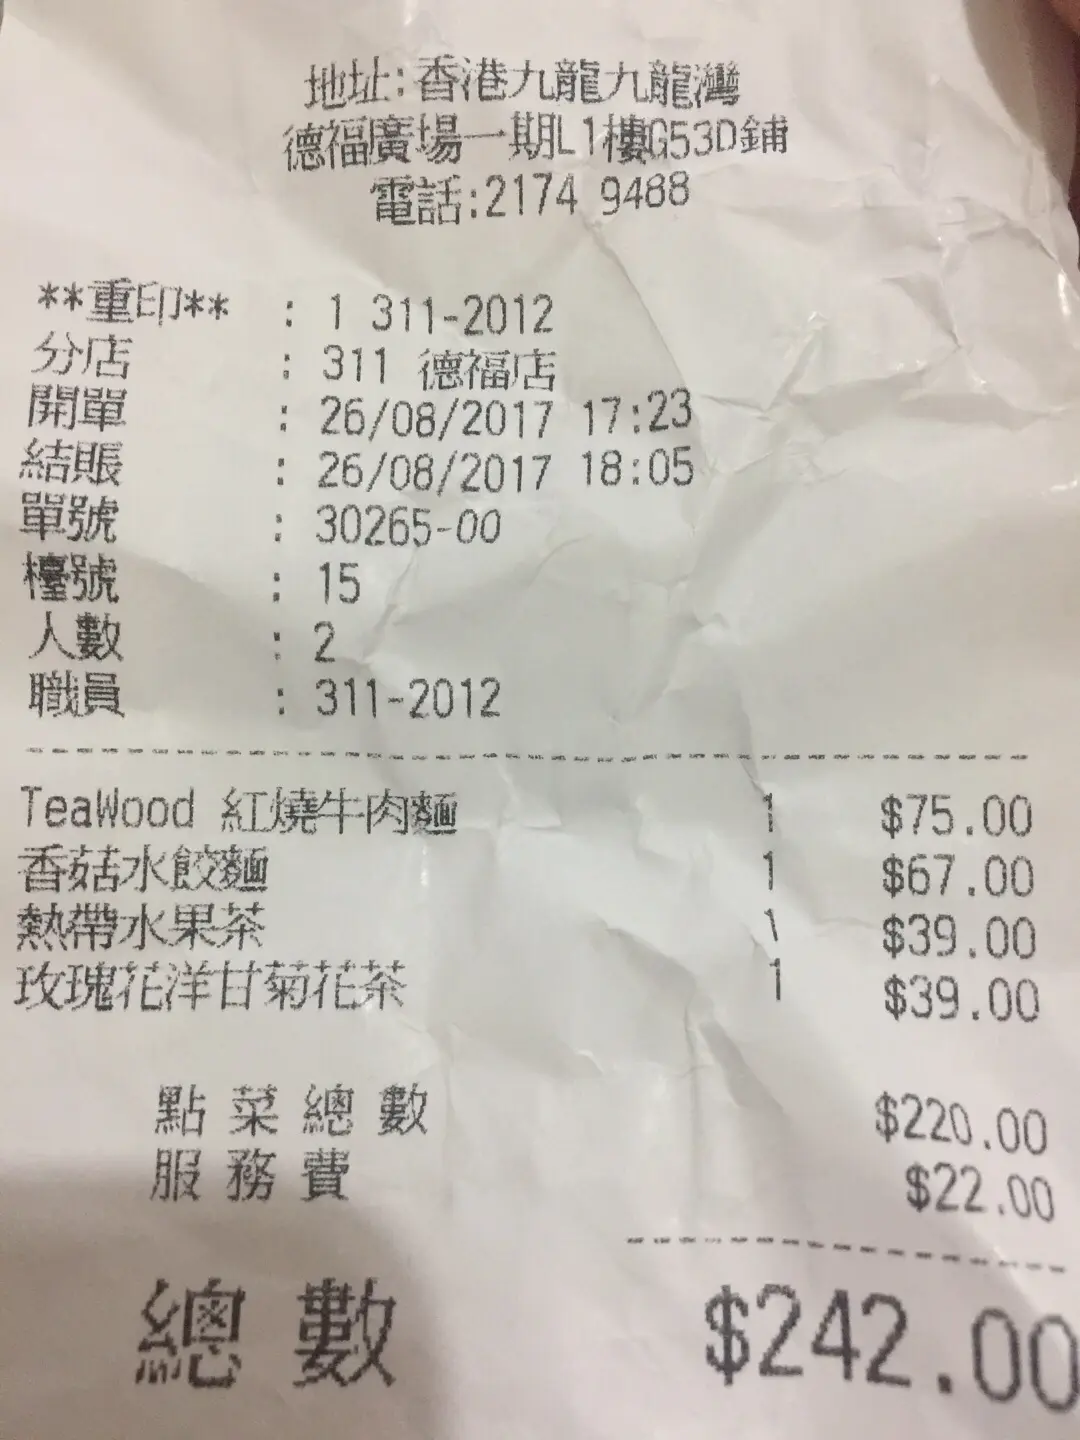 地址:香港九龍九龍灣
德福廣場一期L1樓G53D鋪
電話:2174 9488
**重印** : 1 311-2012
分店 : 311 德福店
開單 : 26/08/2017 17:23
結賬 : 26/08/2017 18:05
單號 : 30265-00
檯號 : 15
人數 : 2
職員 : 311-2012
TeaWood 紅燒牛肉麵 1 $75.00
香菇水餃麵 1 $67.00
熱帶水果茶 1 $39.00
玫瑰花洋甘菊花茶 1 $39.00
點菜總數 $220.00
服務費 $22.00
總數 $242.00